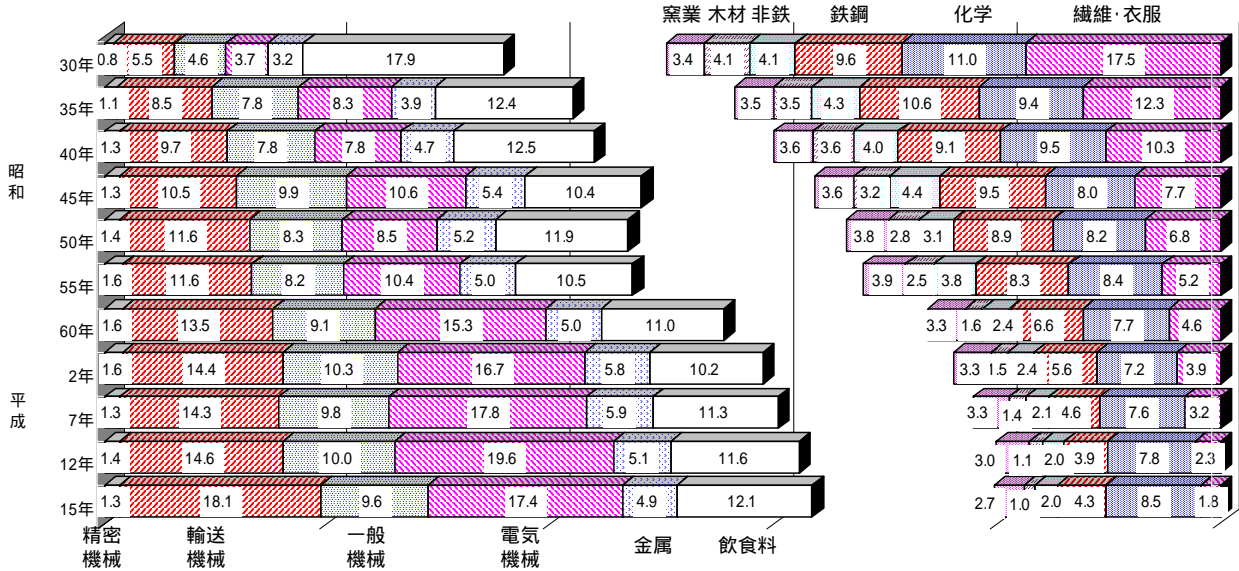 窯業 木材 非鉄 鉄鋼 化学 繊維･衣服
30年 0.8 5.5 4.6 3.7 3.2 17.9 3.4 4.1 4.1 9.6 11.0 17.5
35年 1.1 8.5 7.8 8.3 3.9 12.4 3.5 3.5 4.3 10.6 9.4 12.3
40年 1.3 9.7 7.8 7.8 4.7 12.5 3.6 3.6 4.0 9.1 9.5 10.3
昭和
45年 1.3 10.5 9.9 10.6 5.4 10.4 3.6 3.2 4.4 9.5 8.0 7.7
50年 1.4 11.6 8.3 8.5 5.2 11.9 3.8 2.8 3.1 8.9 8.2 6.8
55年 1.6 11.6 8.2 10.4 5.0 10.5 3.9 2.5 3.8 8.3 8.4 5.2
60年 1.6 13.5 9.1 15.3 5.0 11.0 3.3 1.6 2.4 6.6 7.7 4.6
2年 1.6 14.4 10.3 16.7 5.8 10.2 3.3 1.5 2.4 5.6 7.2 3.9
平成
7年 1.3 14.3 9.8 17.8 5.9 11.3 3.3 1.4 2.1 4.6 7.6 3.2
12年 1.4 14.6 10.0 19.6 5.1 11.6 3.0 1.1 2.0 3.9 7.8 2.3
15年 1.3 18.1 9.6 17.4 4.9 12.1 2.7 1.0 2.0 4.3 8.5 1.8
精密機械 輸送機械 一般機械 電気機械 金属 飲食料